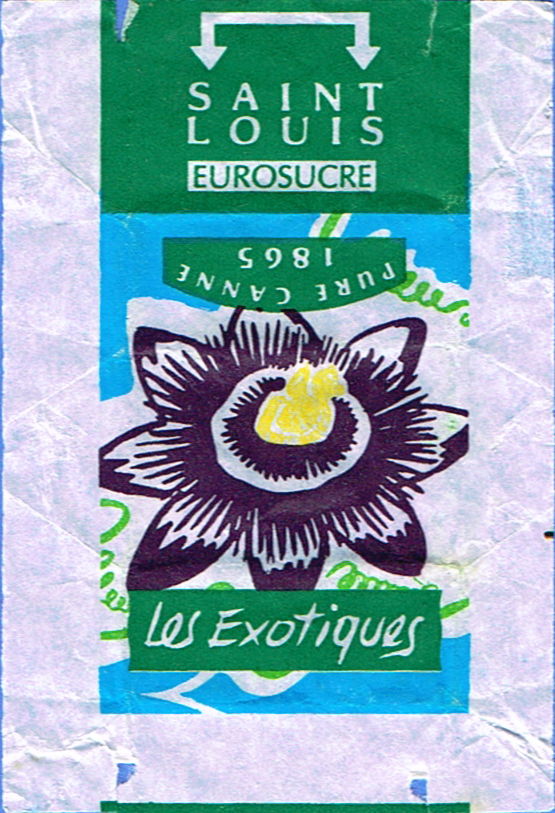 SAINT
LOUIS
EUROSUCRE
PURE CANNE
1865
Les Exotiques